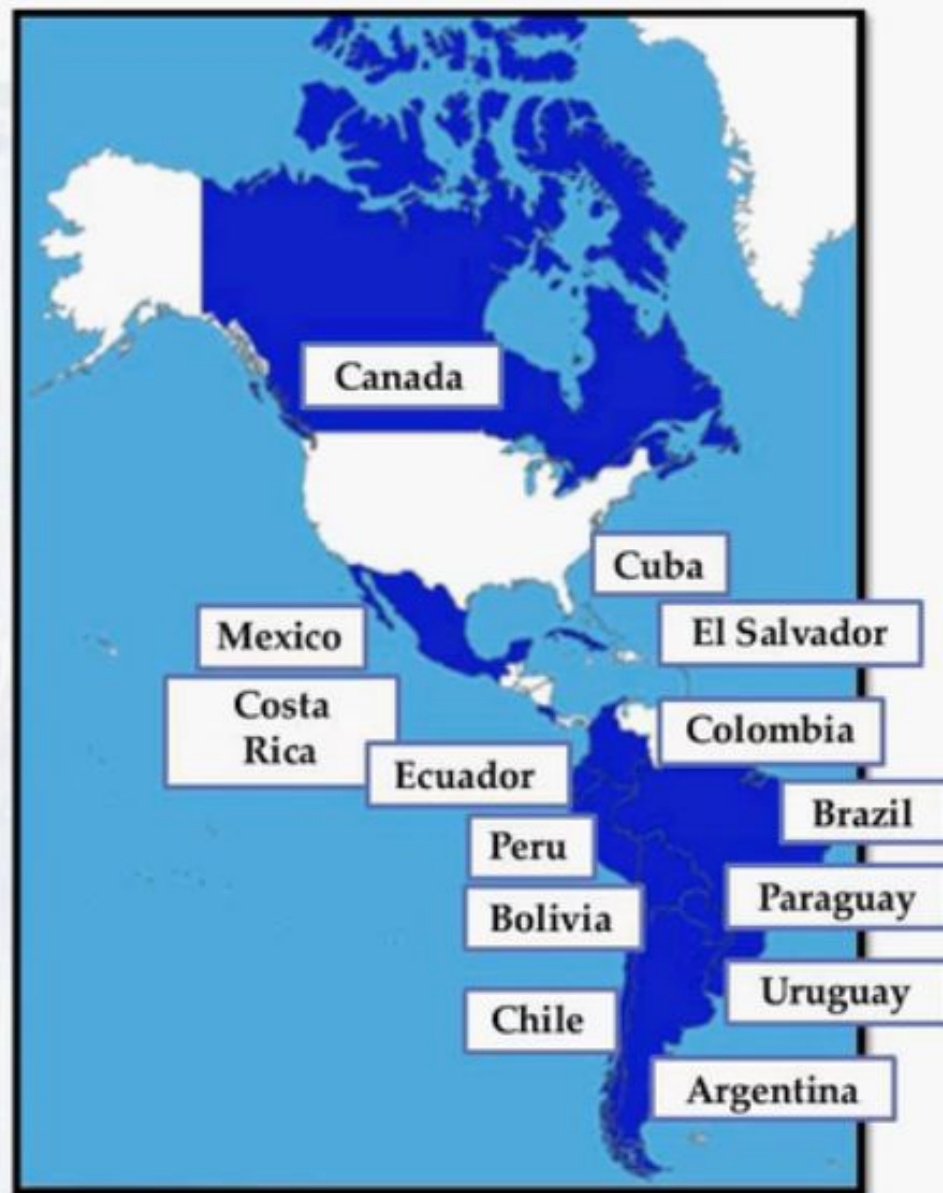 Canada
Cuba
Mexico
El Salvador
Costa
Rica
Colombia
Ecuador
Brazil
Peru
Paraguay
Bolivia
Uruguay
Chile
Argentina